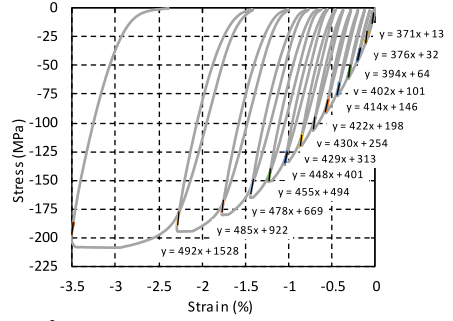 0
-25
-50
-75
-100
-125
-150
-175
-200
-225
Stress (MPa)
y = 371x + 13
y = 376x + 32
y = 394x + 64
y = 402x + 101
y = 414x + 146
y = 422x + 198
y = 430x + 254
y = 429x + 313
y = 448x + 401
y = 455x + 494
y = 478x + 669
y = 485x + 922
y = 492x + 1528
-3.5 -3 -2.5 -2 -1.5 -1 -0.5 0
Strain (%)